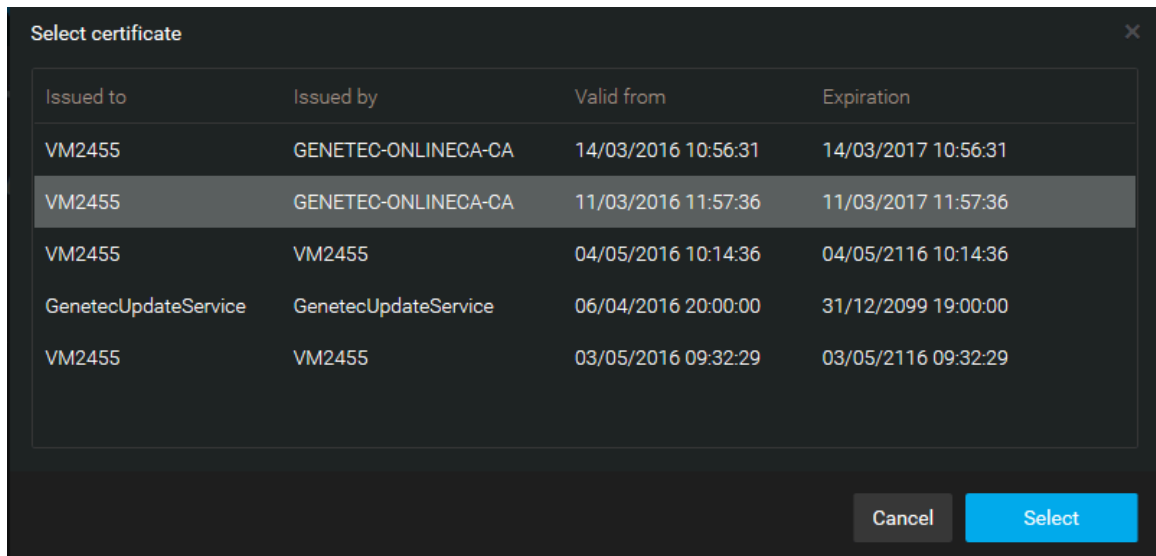 Select certificate
Issued to Issued by Valid from Expiration
VM2455 GENETEC-ONLINECA-CA 14/03/2016 10:56:31 14/03/2017 10:56:31
VM2455 GENETEC-ONLINECA-CA 11/03/2016 11:57:36 11/03/2017 11:57:36
VM2455 VM2455 04/05/2016 10:14:36 04/05/2116 10:14:36
GenetecUpdateService GenetecUpdateService 06/04/2016 20:00:00 31/12/2099 19:00:00
VM2455 VM2455 03/05/2016 09:32:29 03/05/2116 09:32:29
Cancel Select